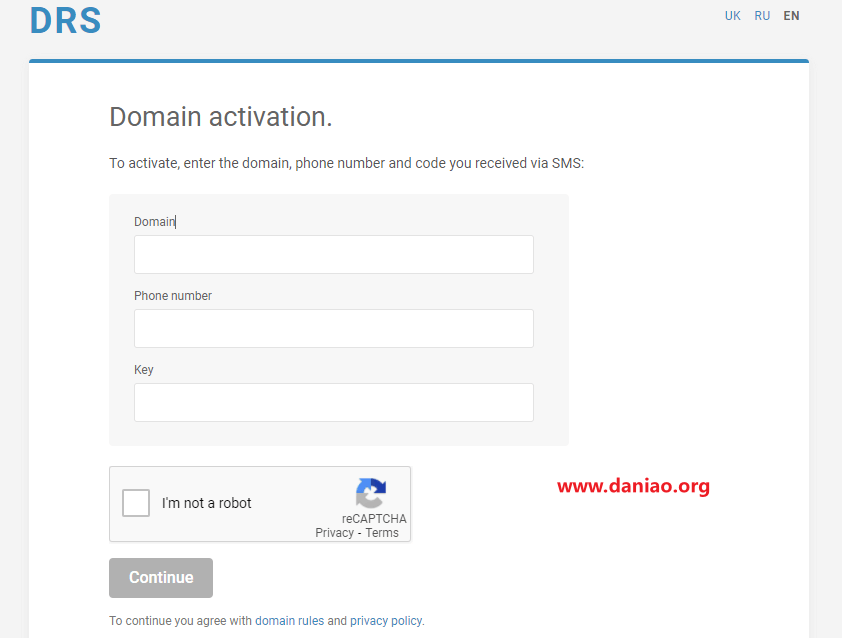 DRS
UK RU EN
Domain activation.
To activate, enter the domain, phone number and code you received via SMS:
Domain
Phone number
Key
I'm not a robot
reCAPTCHA
Privacy - Terms
www.daniao.org
Continue
To continue you agree with domain rules and privacy policy.